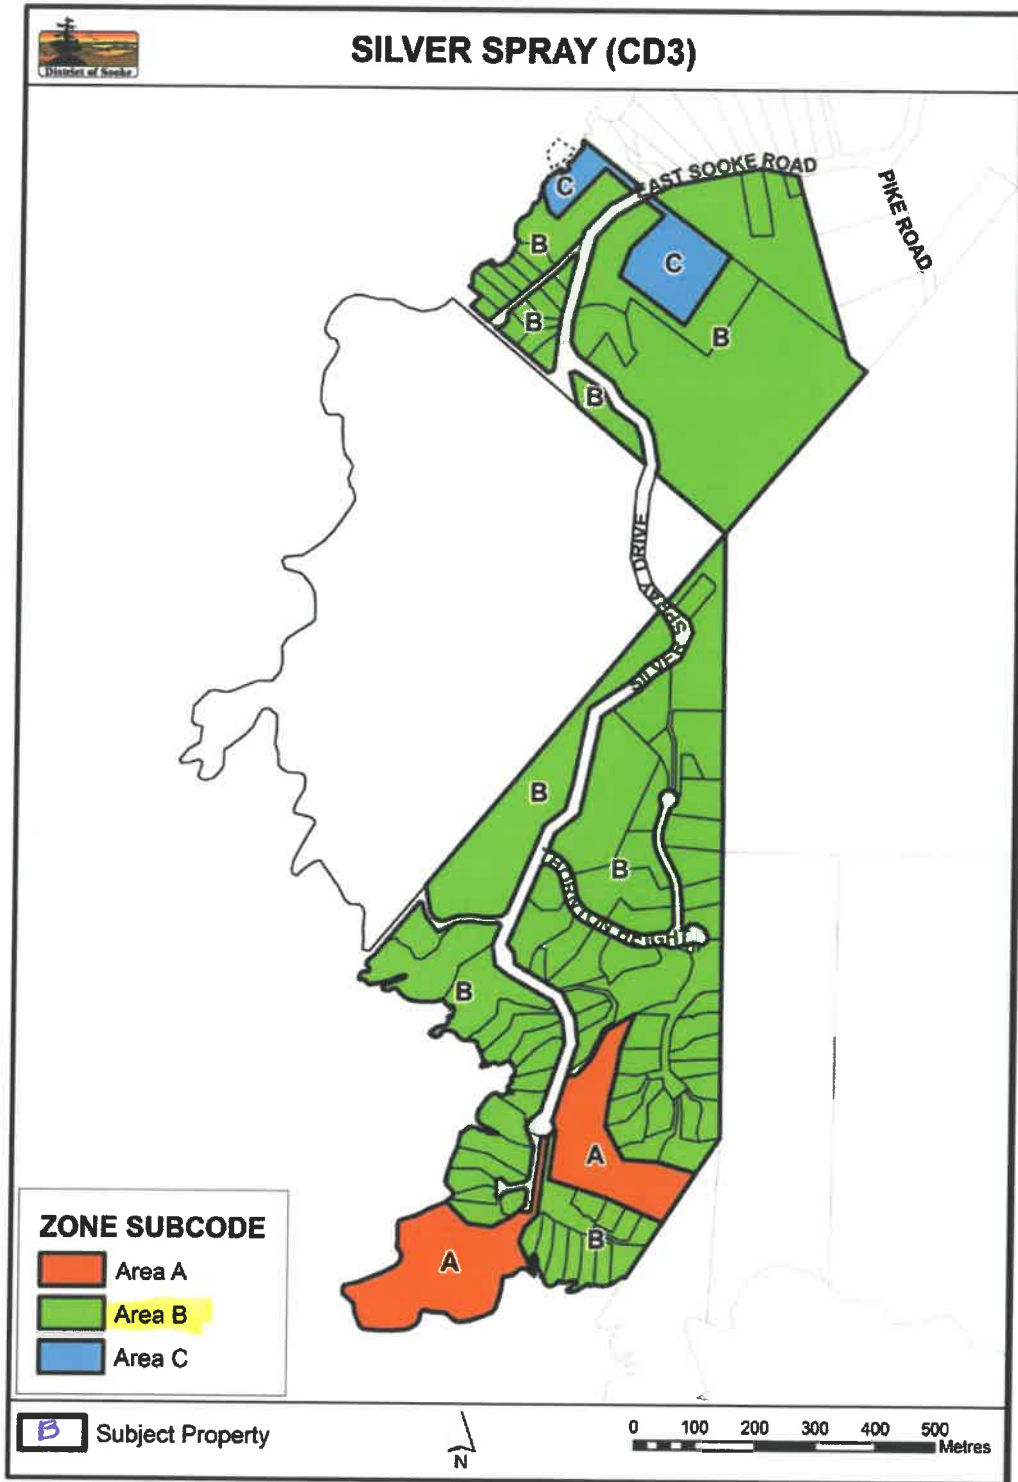 District of Sooke
SILVER SPRAY (CD3)
EAST SOOKE ROAD
PIKE ROAD
C
B
C
B
B
B
SILVER SPRAY DRIVE
B
B
B
A
B
A
ZONE SUBCODE
Area A
Area B
Area C
B Subject Property
N
0 100 200 300 400 500
Metres